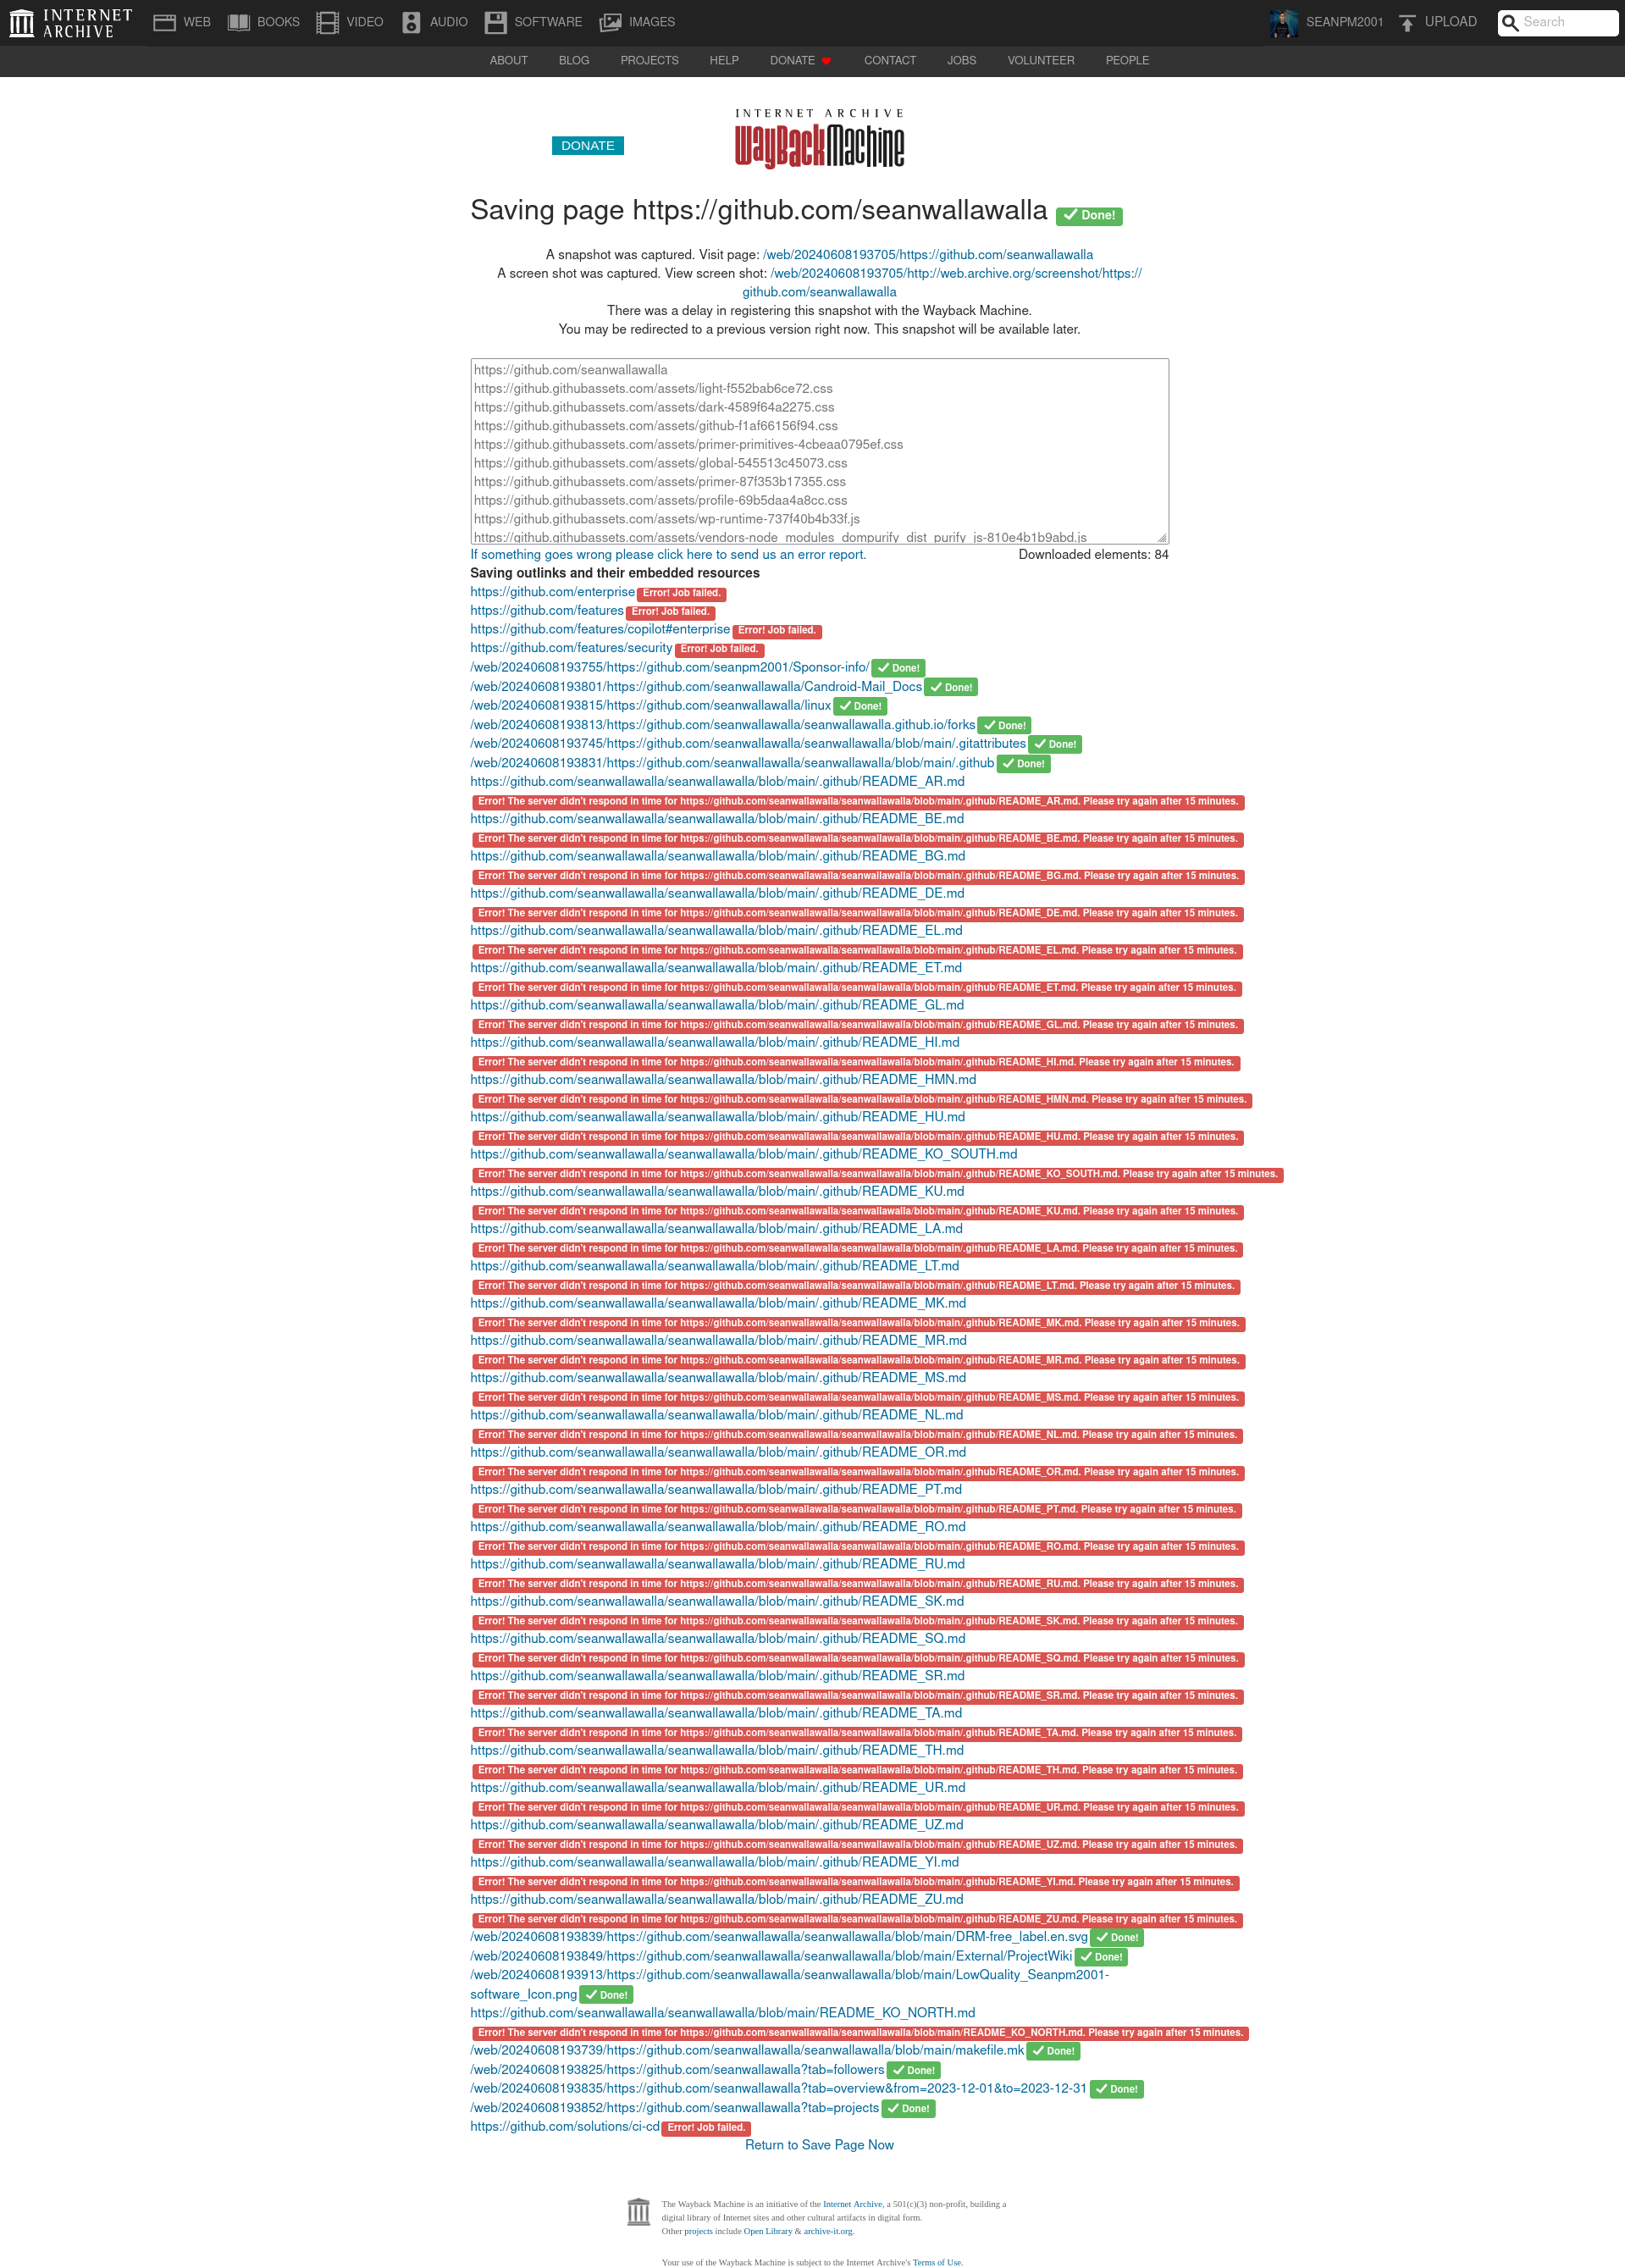 INTERNET ARCHIVE WEB BOOKS VIDEO AUDIO SOFTWARE IMAGES SEANPM2001 UPLOAD Search
ABOUT BLOG PROJECTS HELP DONATE CONTACT JOBS VOLUNTEER PEOPLE
INTERNET ARCHIVE
WayBackMachine
DONATE
Saving page https://github.com/seanwallawalla Done!
A snapshot was captured. Visit page: /web/20240608193705/https://github.com/seanwallawalla
A screen shot was captured. View screen shot: /web/20240608193705/http://web.archive.org/screenshot/https://
github.com/seanwallawalla
There was a delay in registering this snapshot with the Wayback Machine.
You may be redirected to a previous version right now. This snapshot will be available later.
https://github.com/seanwallawalla
https://github.githubassets.com/assets/light-f552bab6ce72.css
https://github.githubassets.com/assets/dark-4589f64a2275.css
https://github.githubassets.com/assets/github-f1af66156f94.css
https://github.githubassets.com/assets/primer-primitives-4cbeaa0795ef.css
https://github.githubassets.com/assets/global-545513c45073.css
https://github.githubassets.com/assets/primer-87f353b17355.css
https://github.githubassets.com/assets/profile-69b5daa4a8cc.css
https://github.githubassets.com/assets/wp-runtime-737f40b4b33f.js
https://github.githubassets.com/assets/vendors-node_modules_dompurify_dist_purify_js-810e4b1b9abd.js
If something goes wrong please click here to send us an error report. Downloaded elements: 84
Saving outlinks and their embedded resources
https://github.com/enterprise Error! Job failed.
https://github.com/features Error! Job failed.
https://github.com/features/copilot#enterprise Error! Job failed.
https://github.com/features/security Error! Job failed.
/web/20240608193755/https://github.com/seanpm2001/Sponsor-info/ Done!
/web/20240608193801/https://github.com/seanwallawalla/Candroid-Mail_Docs Done!
/web/20240608193815/https://github.com/seanwallawalla/linux Done!
/web/20240608193813/https://github.com/seanwallawalla/seanwallawalla.github.io/forks Done!
/web/20240608193745/https://github.com/seanwallawalla/seanwallawalla/blob/main/.gitattributes Done!
/web/20240608193831/https://github.com/seanwallawalla/seanwallawalla/blob/main/.github Done!
https://github.com/seanwallawalla/seanwallawalla/blob/main/.github/README_AR.md
Error! The server didn't respond in time for https://github.com/seanwallawalla/seanwallawalla/blob/main/.github/README_AR.md. Please try again after 15 minutes.
https://github.com/seanwallawalla/seanwallawalla/blob/main/.github/README_BE.md
Error! The server didn't respond in time for https://github.com/seanwallawalla/seanwallawalla/blob/main/.github/README_BE.md. Please try again after 15 minutes.
https://github.com/seanwallawalla/seanwallawalla/blob/main/.github/README_BG.md
Error! The server didn't respond in time for https://github.com/seanwallawalla/seanwallawalla/blob/main/.github/README_BG.md. Please try again after 15 minutes.
https://github.com/seanwallawalla/seanwallawalla/blob/main/.github/README_DE.md
Error! The server didn't respond in time for https://github.com/seanwallawalla/seanwallawalla/blob/main/.github/README_DE.md. Please try again after 15 minutes.
https://github.com/seanwallawalla/seanwallawalla/blob/main/.github/README_EL.md
Error! The server didn't respond in time for https://github.com/seanwallawalla/seanwallawalla/blob/main/.github/README_EL.md. Please try again after 15 minutes.
https://github.com/seanwallawalla/seanwallawalla/blob/main/.github/README_ET.md
Error! The server didn't respond in time for https://github.com/seanwallawalla/seanwallawalla/blob/main/.github/README_ET.md. Please try again after 15 minutes.
https://github.com/seanwallawalla/seanwallawalla/blob/main/.github/README_GL.md
Error! The server didn't respond in time for https://github.com/seanwallawalla/seanwallawalla/blob/main/.github/README_GL.md. Please try again after 15 minutes.
https://github.com/seanwallawalla/seanwallawalla/blob/main/.github/README_HI.md
Error! The server didn't respond in time for https://github.com/seanwallawalla/seanwallawalla/blob/main/.github/README_HI.md. Please try again after 15 minutes.
https://github.com/seanwallawalla/seanwallawalla/blob/main/.github/README_HMN.md
Error! The server didn't respond in time for https://github.com/seanwallawalla/seanwallawalla/blob/main/.github/README_HMN.md. Please try again after 15 minutes.
https://github.com/seanwallawalla/seanwallawalla/blob/main/.github/README_HU.md
Error! The server didn't respond in time for https://github.com/seanwallawalla/seanwallawalla/blob/main/.github/README_HU.md. Please try again after 15 minutes.
https://github.com/seanwallawalla/seanwallawalla/blob/main/.github/README_KO_SOUTH.md
Error! The server didn't respond in time for https://github.com/seanwallawalla/seanwallawalla/blob/main/.github/README_KO_SOUTH.md. Please try again after 15 minutes.
https://github.com/seanwallawalla/seanwallawalla/blob/main/.github/README_KU.md
Error! The server didn't respond in time for https://github.com/seanwallawalla/seanwallawalla/blob/main/.github/README_KU.md. Please try again after 15 minutes.
https://github.com/seanwallawalla/seanwallawalla/blob/main/.github/README_LA.md
Error! The server didn't respond in time for https://github.com/seanwallawalla/seanwallawalla/blob/main/.github/README_LA.md. Please try again after 15 minutes.
https://github.com/seanwallawalla/seanwallawalla/blob/main/.github/README_LT.md
Error! The server didn't respond in time for https://github.com/seanwallawalla/seanwallawalla/blob/main/.github/README_LT.md. Please try again after 15 minutes.
https://github.com/seanwallawalla/seanwallawalla/blob/main/.github/README_MK.md
Error! The server didn't respond in time for https://github.com/seanwallawalla/seanwallawalla/blob/main/.github/README_MK.md. Please try again after 15 minutes.
https://github.com/seanwallawalla/seanwallawalla/blob/main/.github/README_MR.md
Error! The server didn't respond in time for https://github.com/seanwallawalla/seanwallawalla/blob/main/.github/README_MR.md. Please try again after 15 minutes.
https://github.com/seanwallawalla/seanwallawalla/blob/main/.github/README_MS.md
Error! The server didn't respond in time for https://github.com/seanwallawalla/seanwallawalla/blob/main/.github/README_MS.md. Please try again after 15 minutes.
https://github.com/seanwallawalla/seanwallawalla/blob/main/.github/README_NL.md
Error! The server didn't respond in time for https://github.com/seanwallawalla/seanwallawalla/blob/main/.github/README_NL.md. Please try again after 15 minutes.
https://github.com/seanwallawalla/seanwallawalla/blob/main/.github/README_OR.md
Error! The server didn't respond in time for https://github.com/seanwallawalla/seanwallawalla/blob/main/.github/README_OR.md. Please try again after 15 minutes.
https://github.com/seanwallawalla/seanwallawalla/blob/main/.github/README_PT.md
Error! The server didn't respond in time for https://github.com/seanwallawalla/seanwallawalla/blob/main/.github/README_PT.md. Please try again after 15 minutes.
https://github.com/seanwallawalla/seanwallawalla/blob/main/.github/README_RO.md
Error! The server didn't respond in time for https://github.com/seanwallawalla/seanwallawalla/blob/main/.github/README_RO.md. Please try again after 15 minutes.
https://github.com/seanwallawalla/seanwallawalla/blob/main/.github/README_RU.md
Error! The server didn't respond in time for https://github.com/seanwallawalla/seanwallawalla/blob/main/.github/README_RU.md. Please try again after 15 minutes.
https://github.com/seanwallawalla/seanwallawalla/blob/main/.github/README_SK.md
Error! The server didn't respond in time for https://github.com/seanwallawalla/seanwallawalla/blob/main/.github/README_SK.md. Please try again after 15 minutes.
https://github.com/seanwallawalla/seanwallawalla/blob/main/.github/README_SQ.md
Error! The server didn't respond in time for https://github.com/seanwallawalla/seanwallawalla/blob/main/.github/README_SQ.md. Please try again after 15 minutes.
https://github.com/seanwallawalla/seanwallawalla/blob/main/.github/README_SR.md
Error! The server didn't respond in time for https://github.com/seanwallawalla/seanwallawalla/blob/main/.github/README_SR.md. Please try again after 15 minutes.
https://github.com/seanwallawalla/seanwallawalla/blob/main/.github/README_TA.md
Error! The server didn't respond in time for https://github.com/seanwallawalla/seanwallawalla/blob/main/.github/README_TA.md. Please try again after 15 minutes.
https://github.com/seanwallawalla/seanwallawalla/blob/main/.github/README_TH.md
Error! The server didn't respond in time for https://github.com/seanwallawalla/seanwallawalla/blob/main/.github/README_TH.md. Please try again after 15 minutes.
https://github.com/seanwallawalla/seanwallawalla/blob/main/.github/README_UR.md
Error! The server didn't respond in time for https://github.com/seanwallawalla/seanwallawalla/blob/main/.github/README_UR.md. Please try again after 15 minutes.
https://github.com/seanwallawalla/seanwallawalla/blob/main/.github/README_UZ.md
Error! The server didn't respond in time for https://github.com/seanwallawalla/seanwallawalla/blob/main/.github/README_UZ.md. Please try again after 15 minutes.
https://github.com/seanwallawalla/seanwallawalla/blob/main/.github/README_YI.md
Error! The server didn't respond in time for https://github.com/seanwallawalla/seanwallawalla/blob/main/.github/README_YI.md. Please try again after 15 minutes.
https://github.com/seanwallawalla/seanwallawalla/blob/main/.github/README_ZU.md
Error! The server didn't respond in time for https://github.com/seanwallawalla/seanwallawalla/blob/main/.github/README_ZU.md. Please try again after 15 minutes.
/web/20240608193839/https://github.com/seanwallawalla/seanwallawalla/blob/main/DRM-free_label.en.svg Done!
/web/20240608193849/https://github.com/seanwallawalla/seanwallawalla/blob/main/External/ProjectWiki Done!
/web/20240608193913/https://github.com/seanwallawalla/seanwallawalla/blob/main/LowQuality_Seanpm2001-
software_Icon.png Done!
https://github.com/seanwallawalla/seanwallawalla/blob/main/README_KO_NORTH.md
Error! The server didn't respond in time for https://github.com/seanwallawalla/seanwallawalla/blob/main/README_KO_NORTH.md. Please try again after 15 minutes.
/web/20240608193739/https://github.com/seanwallawalla/seanwallawalla/blob/main/makefile.mk Done!
/web/20240608193825/https://github.com/seanwallawalla?tab=followers Done!
/web/20240608193835/https://github.com/seanwallawalla?tab=overview&from=2023-12-01&to=2023-12-31 Done!
/web/20240608193852/https://github.com/seanwallawalla?tab=projects Done!
https://github.com/solutions/ci-cd Error! Job failed.
Return to Save Page Now
The Wayback Machine is an initiative of the Internet Archive, a 501(c)(3) non-profit, building a
digital library of Internet sites and other cultural artifacts in digital form.
Other projects include Open Library & archive-it.org.
Your use of the Wayback Machine is subject to the Internet Archive's Terms of Use.